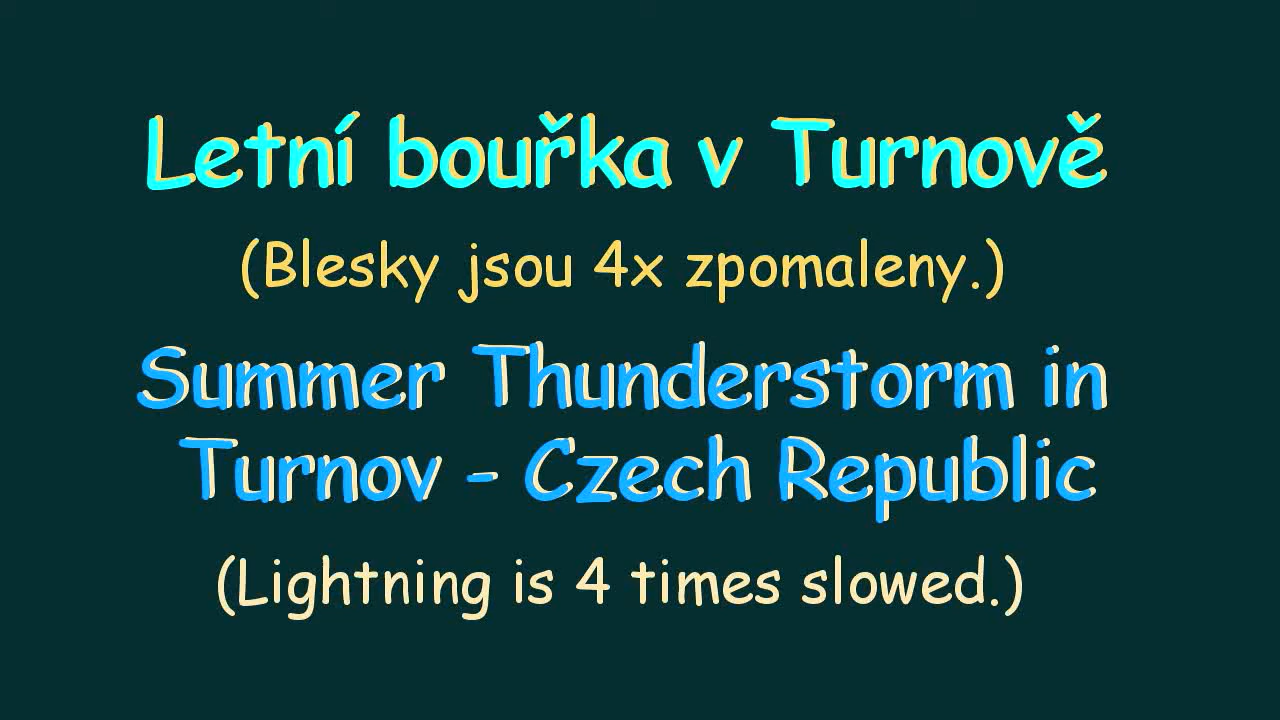 Letní bouřka v Turnově
(Blesky jsou 4x zpomaleny.)
Summer Thunderstorm in
Turnov - Czech Republic
(Lightning is 4 times slowed.)